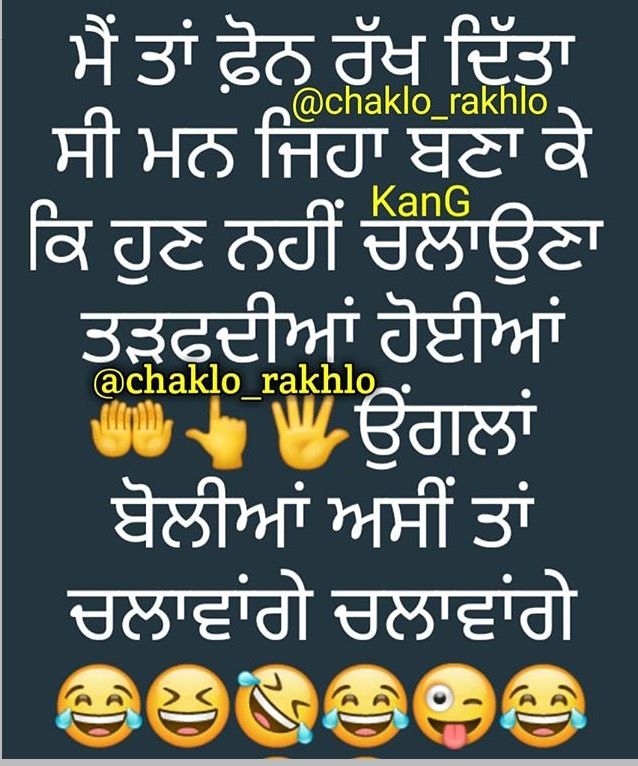 ਮੈਂ ਤਾਂ ਫ਼ੋਨ ਰੱਖ ਦਿੱਤਾ
@chaklo_rakhlo
ਸੀ ਮਨ ਜਿਹਾ ਬਣਾ ਕੇ
KanG
ਕਿ ਹੁਣ ਨਹੀਂ ਚਲਾਉਣਾ
ਤੜਫਦੀਆਂ ਹੋਈਆਂ
@chaklo_rakhlo
🤲👆🖐 ਉਂਗਲਾਂ
ਬੋਲੀਆਂ ਅਸੀਂ ਤਾਂ
ਚਲਾਵਾਂਗੇ ਚਲਾਵਾਂਗੇ
😂😆🤣😂😜😂